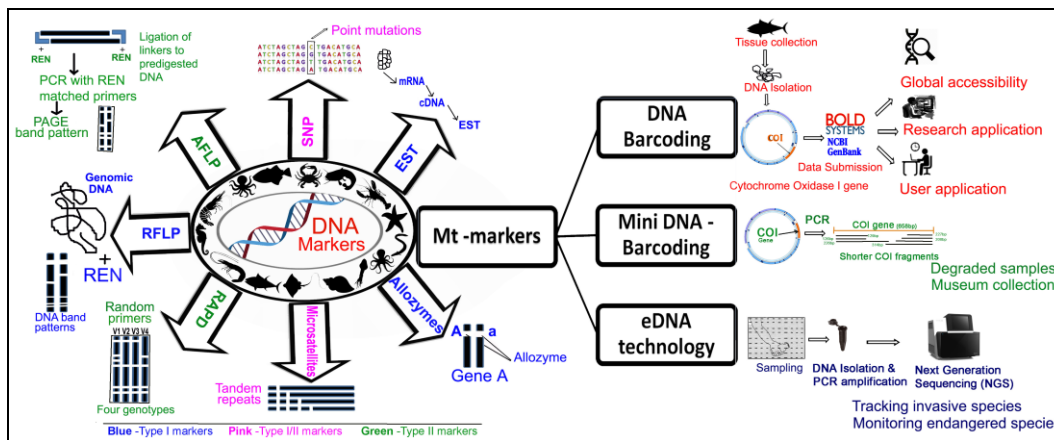 +
REN
+
REN
Ligation of
linkers to
predigested
DNA
PCR with REN
matched primers
PAGE
band pattern
AFLP
Point mutations
ATCTAGCTAG C TGACATGCA
ATCTAGCTAG G TGACATGCA
ATCTAGCTAG T TGACATGCA
ATCTAGCTAG A TGACATGCA
SNP
mRNA
cDNA
EST
EST
Genomic
DNA
RFLP
+
REN
DNA band
patterns
DNA
Markers
RAPD
Random
primers
V1 V2 V3 V4
Four genotypes
Microsatellites
Tandem
repeats
Allozymes
A
a
Allozyme
Gene A
Blue -Type I markers
Pink -Type I/II markers
Green -Type II markers
Mt -markers
DNA
Barcoding
Tissue collection
DNA Isolation
COI
Cytochrome Oxidase I gene
BOLD
SYSTEMS
NCBI
GenBank
Data Submission
Global accessibility
Research application
User application
Mini DNA -
Barcoding
COI
Gene
PCR
COI gene
Shorter COI fragments
Degraded samples
Museum collection
eDNA
technology
Sampling
DNA Isolation &
PCR amplification
Next Generation
Sequencing (NGS)
Tracking invasive species
Monitoring endangered specie